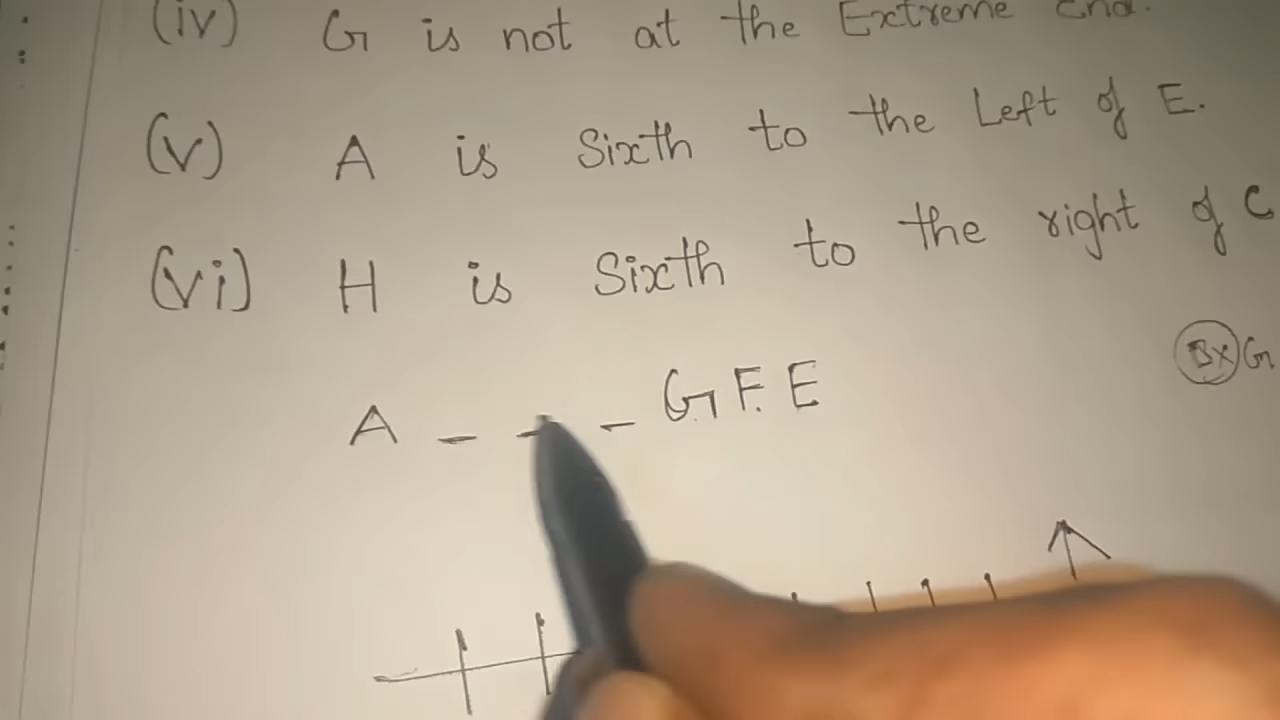 (iv) G is not at the Extreme End.
(v) A is Sixth to the Left of E.
(vi) H is Sixth to the right of C
Bx G
A _ _ _ G F E